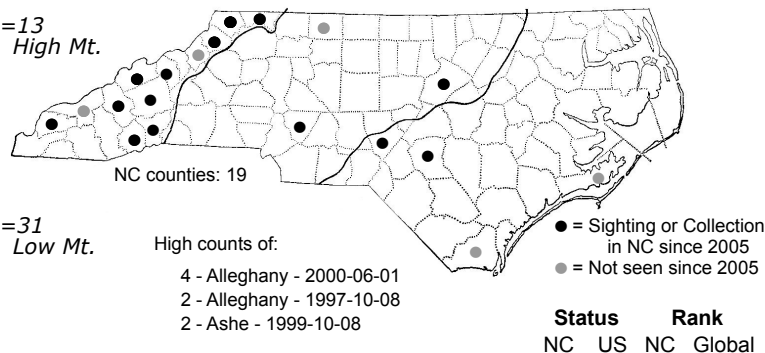 =13
High Mt.
NC counties: 19
=31
Low Mt.
High counts of:
4 - Alleghany - 2000-06-01
2 - Alleghany - 1997-10-08
2 - Ashe - 1999-10-08
= Sighting or Collection
in NC since 2005
= Not seen since 2005
Status Rank
NC US NC Global